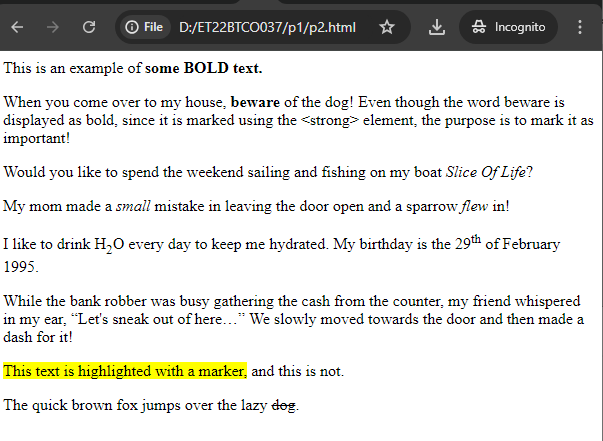 File D:/ET22BTCO037/p1/p2.html Incognito
This is an example of some BOLD text.
When you come over to my house, beware of the dog! Even though the word beware is
displayed as bold, since it is marked using the <strong> element, the purpose is to mark it as
important!
Would you like to spend the weekend sailing and fishing on my boat Slice Of Life?
My mom made a small mistake in leaving the door open and a sparrow flew in!
I like to drink H₂O every day to keep me hydrated. My birthday is the 29ᵗʰ of February
1995.
While the bank robber was busy gathering the cash from the counter, my friend whispered
in my ear, “Let's sneak out of here…” We slowly moved towards the door and then made a
dash for it!
This text is highlighted with a marker, and this is not.
The quick brown fox jumps over the lazy dog.